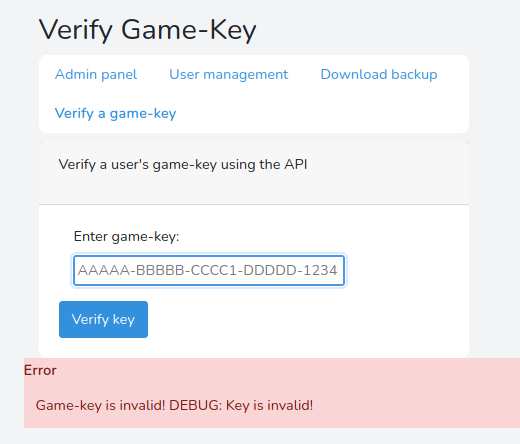 Verify Game-Key
Admin panel User management Download backup
Verify a game-key
Verify a user's game-key using the API
Enter game-key:
AAAAA-BBBBB-CCCC1-DDDDD-1234
Verify key
Error
Game-key is invalid! DEBUG: Key is invalid!